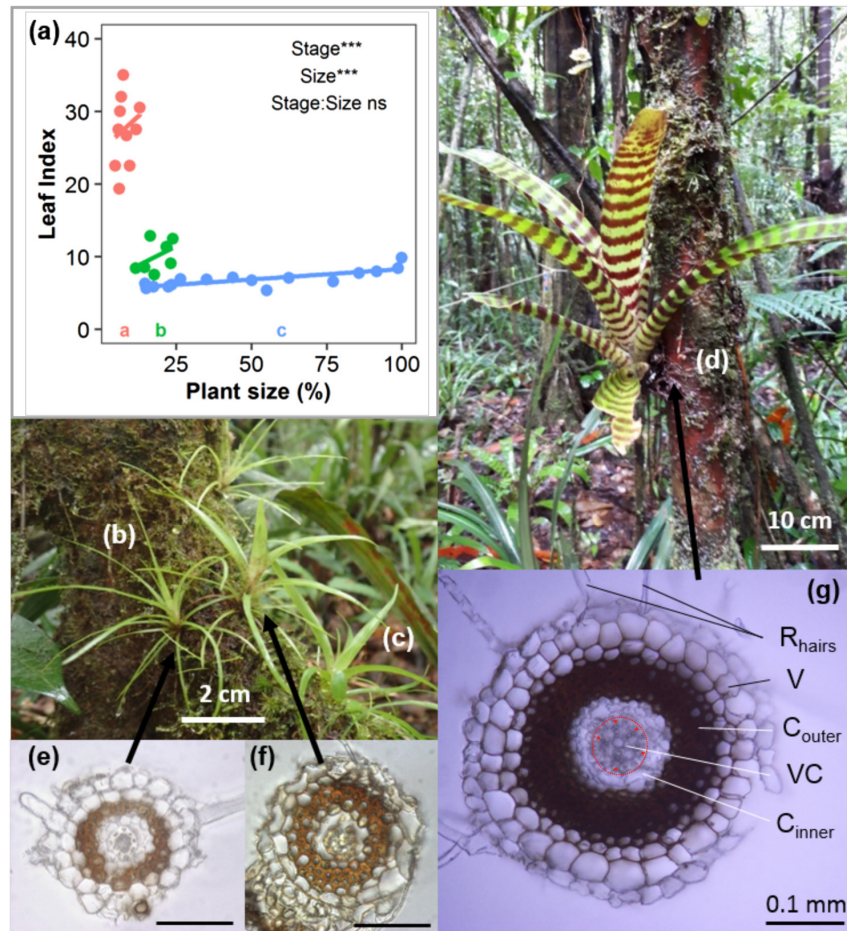 (a)
40
30
20
10
0
Leaf Index
Stage***
Size***
Stage:Size ns
a b c
25 50 75 100
Plant size (%)
(d)
10 cm
(b)
(c)
2 cm
(e)
(f)
(g)
Rhairs
V
Couter
VC
Cinner
0.1 mm